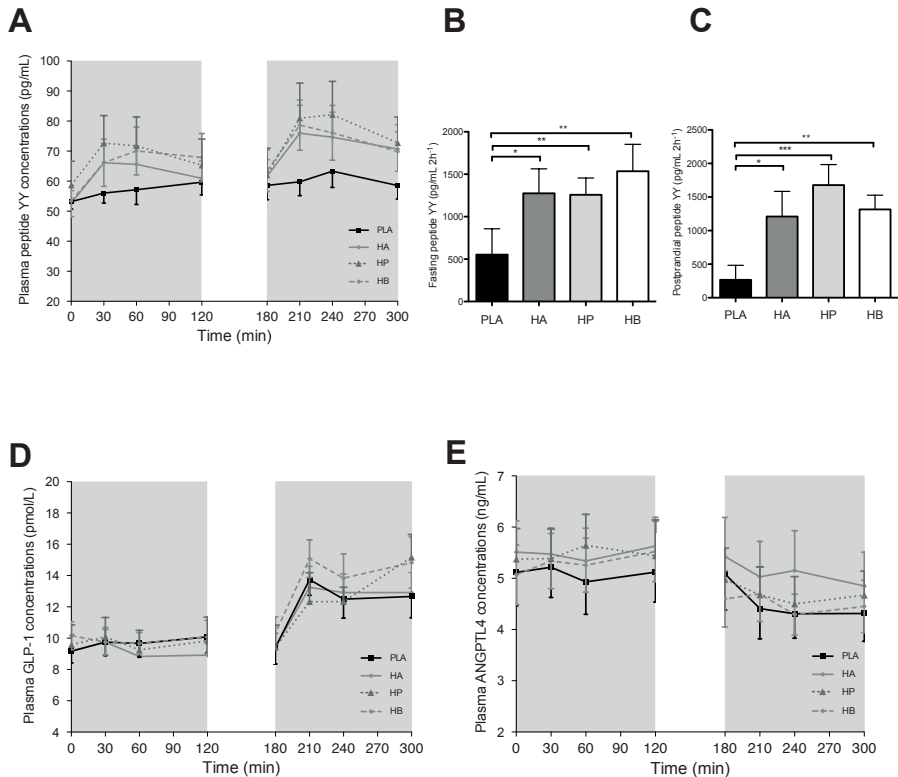 A
Plasma peptide YY concentrations (pg/mL)
100
90
80
70
60
50
40
30
20
PLA
HA
HP
HB
0 30 60 90 120 180 210 240 270 300
Time (min)
B
Fasting peptide YY (pg/mL 2h⁻¹)
2000
1500
1000
500
0
**
**
*
PLA HA HP HB
C
Postprandial peptide YY (pg/mL 2h⁻¹)
2500
2000
1500
1000
500
0
**
***
*
PLA HA HP HB
D
Plasma GLP-1 concentrations (pmol/L)
20
18
16
14
12
10
8
6
4
0 30 60 90 120 180 210 240 270 300
Time (min)
E
Plasma ANGPTL4 concentrations (ng/mL)
7
6
5
4
3
2
PLA
HA
HP
HB
0 30 60 90 120 180 210 240 270 300
Time (min)